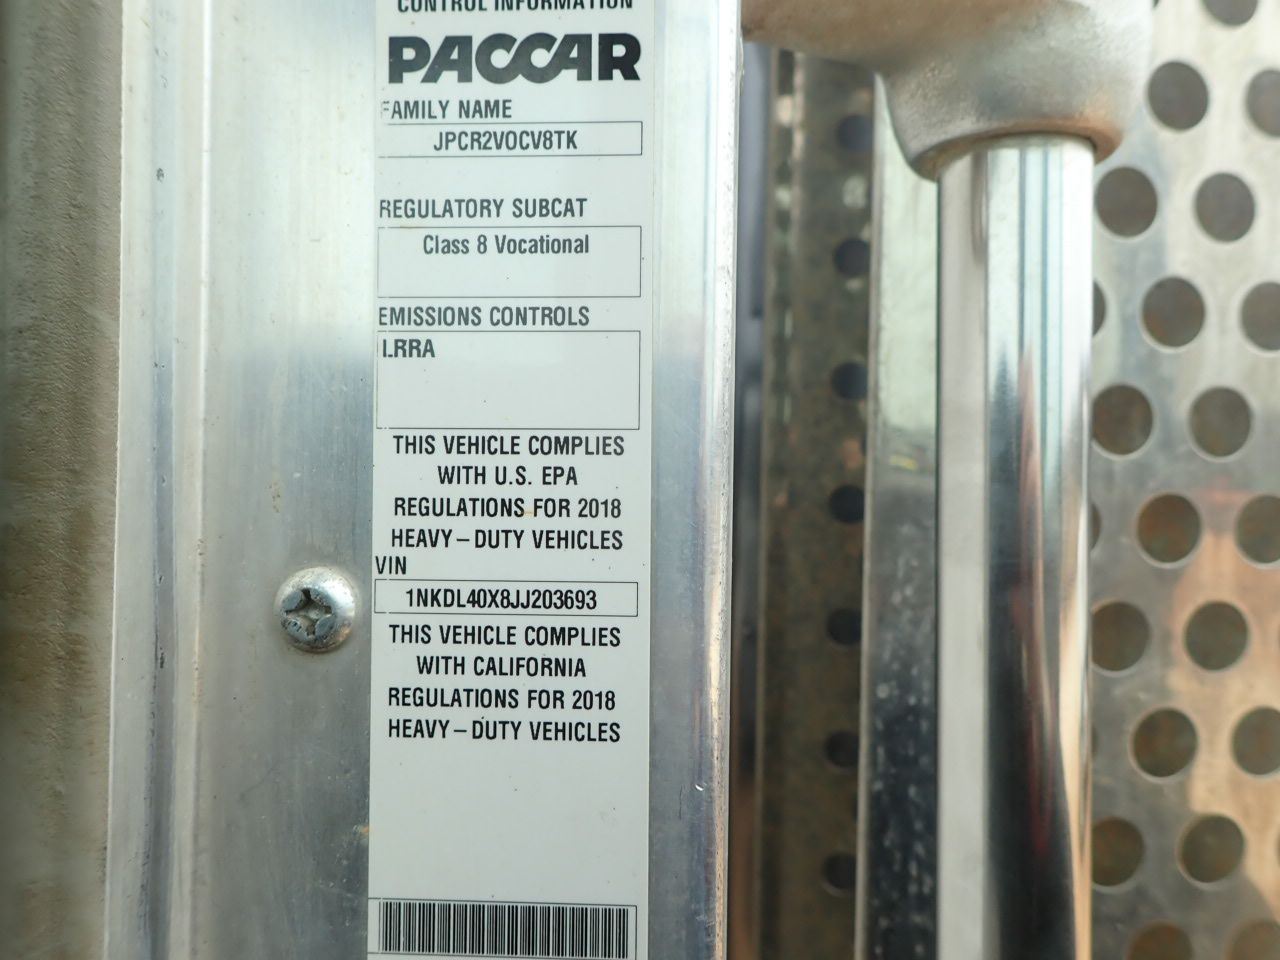 CONTROL INFORMATION
PACCAR
FAMILY NAME
JPCR2VOCV8TK
REGULATORY SUBCAT
Class 8 Vocational
EMISSIONS CONTROLS
LRRA
THIS VEHICLE COMPLIES
WITH U.S. EPA
REGULATIONS FOR 2018
HEAVY–DUTY VEHICLES
VIN
1NKDL40X8JJ203693
THIS VEHICLE COMPLIES
WITH CALIFORNIA
REGULATIONS FOR 2018
HEAVY–DUTY VEHICLES